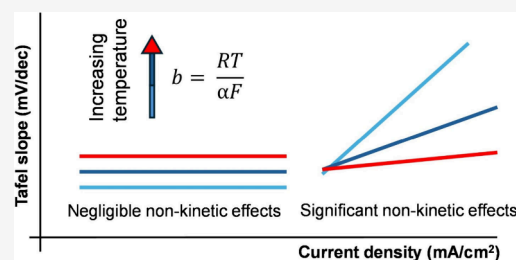 Tafel slope (mV/dec)
Increasing
temperature
b = RT
αF
Negligible non-kinetic effects
Significant non-kinetic effects
Current density (mA/cm²)